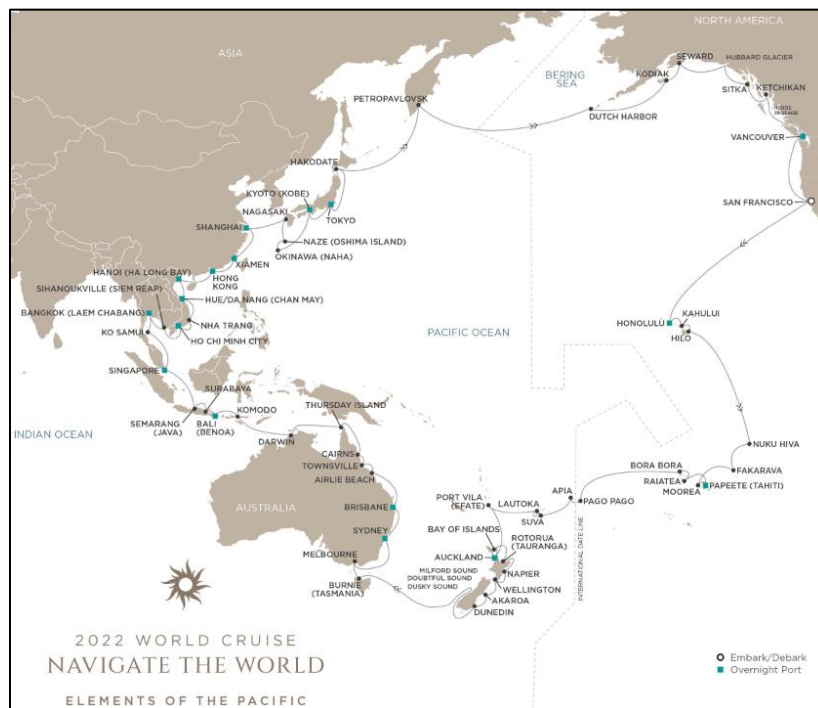 NORTH AMERICA
ASIA
SEWARD
HUBBARD GLACIER
BERING
SEA
KODIAK
SITKA
KETCHIKAN
INSIDE
PASSAGE
PETROPAVLOVSK
DUTCH HARBOR
VANCOUVER
HAKODATE
KYOTO (KOBE)
NAGASAKI
TOKYO
SAN FRANCISCO
SHANGHAI
NAZE (OSHIMA ISLAND)
OKINAWA (NAHA)
XIAMEN
HANOI (HA LONG BAY)
HONG
KONG
SIHANOUKVILLE (SIEM REAP)
HUE/DA NANG (CHAN MAY)
BANGKOK (LAEM CHABANG)
NHA TRANG
KO SAMUI
HO CHI MINH CITY
PACIFIC OCEAN
HONOLULU
KAHULUI
HILO
SINGAPORE
SURABAYA
SEMARANG
(JAVA)
BALI
(BENOA)
KOMODO
THURSDAY ISLAND
INDIAN OCEAN
DARWIN
CAIRNS
TOWNSVILLE
AIRLIE BEACH
NUKU HIVA
BORA BORA
FAKARAVA
RAIATEA
MOOREA
PAPEETE (TAHITI)
AUSTRALIA
BRISBANE
PORT VILA
(EFATE)
LAUTOKA
SUVA
APIA
PAGO PAGO
SYDNEY
BAY OF ISLANDS
ROTORUA
(TAURANGA)
AUCKLAND
MELBOURNE
MILFORD SOUND
DOUBTFUL SOUND
DUSKY SOUND
NAPIER
WELLINGTON
BURNIE
(TASMANIA)
AKAROA
DUNEDIN
INTERNATIONAL DATE LINE
2022 WORLD CRUISE
NAVIGATE THE WORLD
ELEMENTS OF THE PACIFIC
Embark/Debark
Overnight Port